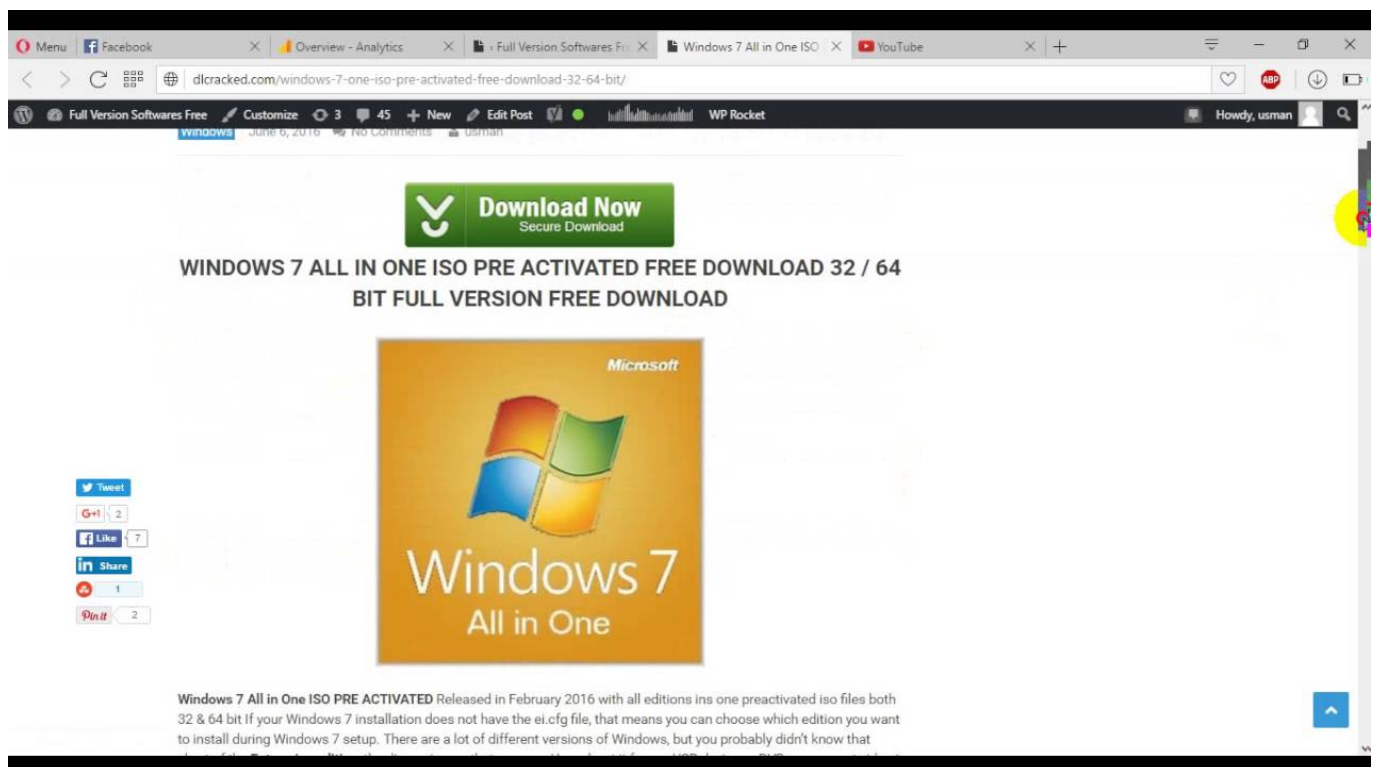 Menu
Facebook
Overview - Analytics
‹ Full Version Softwares Fr
Windows 7 All in One ISO
YouTube
dlcracked.com/windows-7-one-iso-pre-activated-free-download-32-64-bit/
ABP
Full Version Softwares Free
Customize
3
45
New
Edit Post
WP Rocket
Howdy, usman
Windows June 6, 2016 No Comments usman
Download Now
Secure Download
WINDOWS 7 ALL IN ONE ISO PRE ACTIVATED FREE DOWNLOAD 32 / 64
BIT FULL VERSION FREE DOWNLOAD
Microsoft
Windows 7
All in One
Tweet
G+1 2
Like 7
in Share
1
Pin it 2
Windows 7 All in One ISO PRE ACTIVATED Released in February 2016 with all editions ins one preactivated iso files both
32 & 64 bit If your Windows 7 installation does not have the ei.cfg file, that means you can choose which edition you want
to install during Windows 7 setup. There are a lot of different versions of Windows, but you probably didn't know that